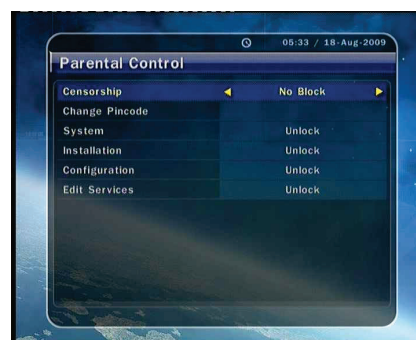 05:33 / 18-Aug-2009
Parental Control
Censorship No Block
Change Pincode
System Unlock
Installation Unlock
Configuration Unlock
Edit Services Unlock